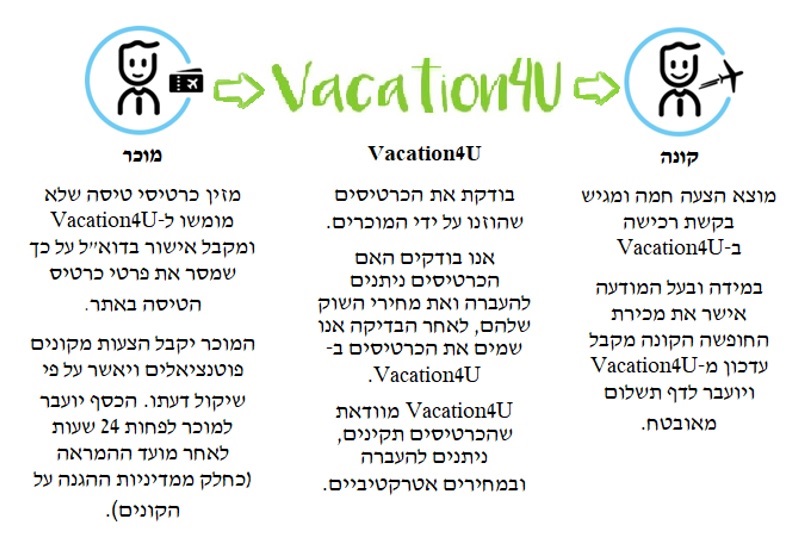 Vacation4U
מוכר
מזין כרטיסי טיסה שלא
מומשו ל-Vacation4U
ומקבל אישור בדוא״ל על כך
שמסר את פרטי כרטיס
הטיסה באתר.
המוכר יקבל הצעות מקונים
פוטנציאלים ויאשר על פי
שיקול דעתו. הכסף יועבר
למוכר לפחות 24 שעות
לאחר מועד ההמראה
(כחלק ממדיניות ההגנה על
הקונים).
Vacation4U
בודקת את הכרטיסים
שהוזנו על ידי המוכרים.
אנו בודקים האם
הכרטיסים ניתנים
להעברה ואת מחירי השוק
שלהם, לאחר הבדיקה אנו
שמים את הכרטיסים ב-
Vacation4U.
Vacation4U מוודאת
שהכרטיסים תקינים,
ניתנים להעברה
ובמחירים אטרקטיביים.
קונה
מוצא הצעה חמה ומגיש
בקשת רכישה
ב-Vacation4U
במידה ובעל המודעה
אישר את מכירת
החופשה הקונה מקבל
עדכון מ-Vacation4U
ויועבר לדף תשלום
מאובטח.